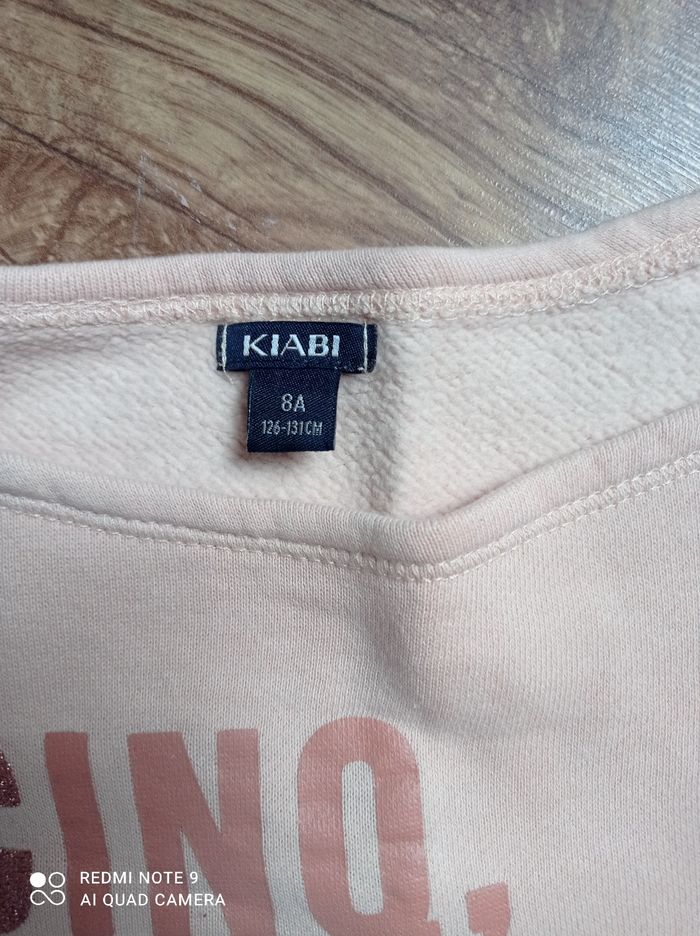 KIABI
8A
126-131CM
CINQ,
REDMI NOTE 9
AI QUAD CAMERA